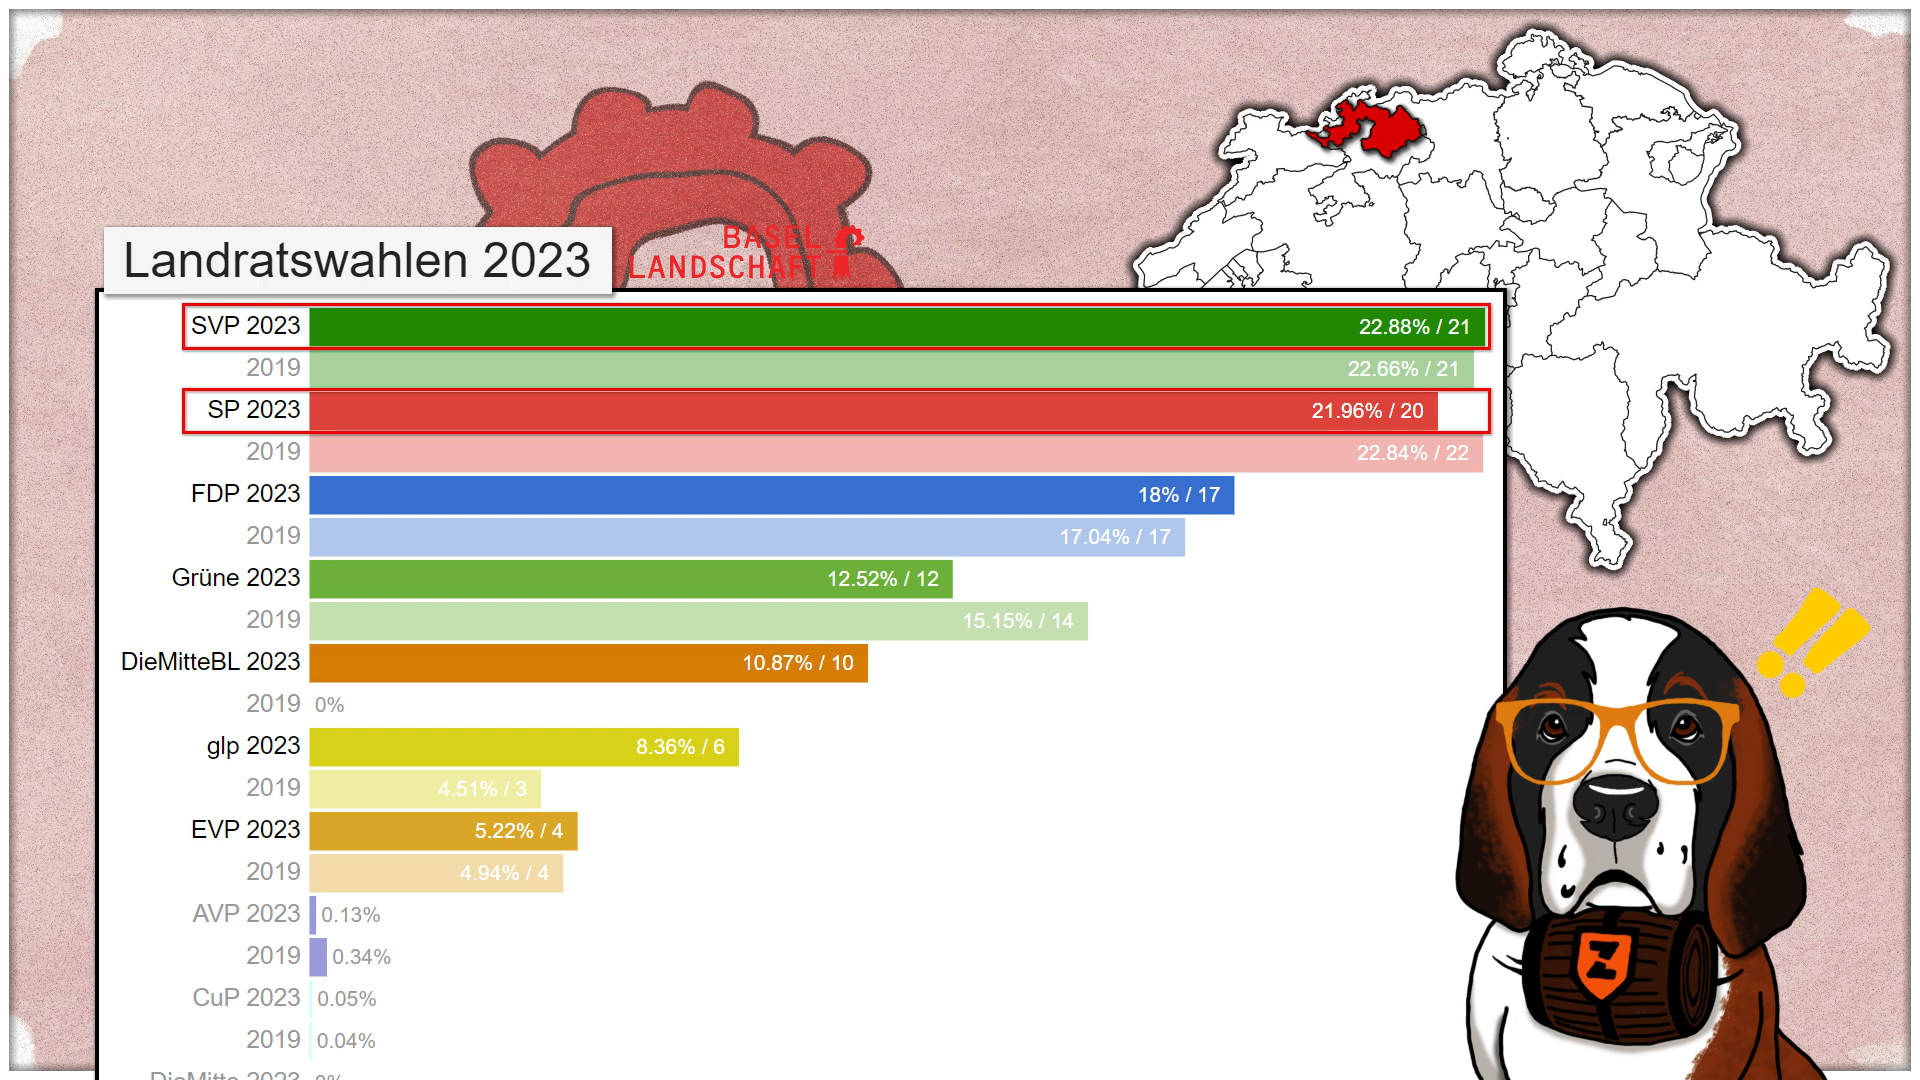 BASEL
LANDSCHAFT
Landratswahlen 2023
SVP 2023 22.88% / 21
2019 22.66% / 21
SP 2023 21.96% / 20
2019 22.84% / 22
FDP 2023 18% / 17
2019 17.04% / 17
Grüne 2023 12.52% / 12
2019 15.15% / 14
DieMitteBL 2023 10.87% / 10
2019 0%
glp 2023 8.36% / 6
2019 4.51% / 3
EVP 2023 5.22% / 4
2019 4.94% / 4
AVP 2023 0.13%
2019 0.34%
CuP 2023 0.05%
2019 0.04%
DieMitte 2023 0%
Z